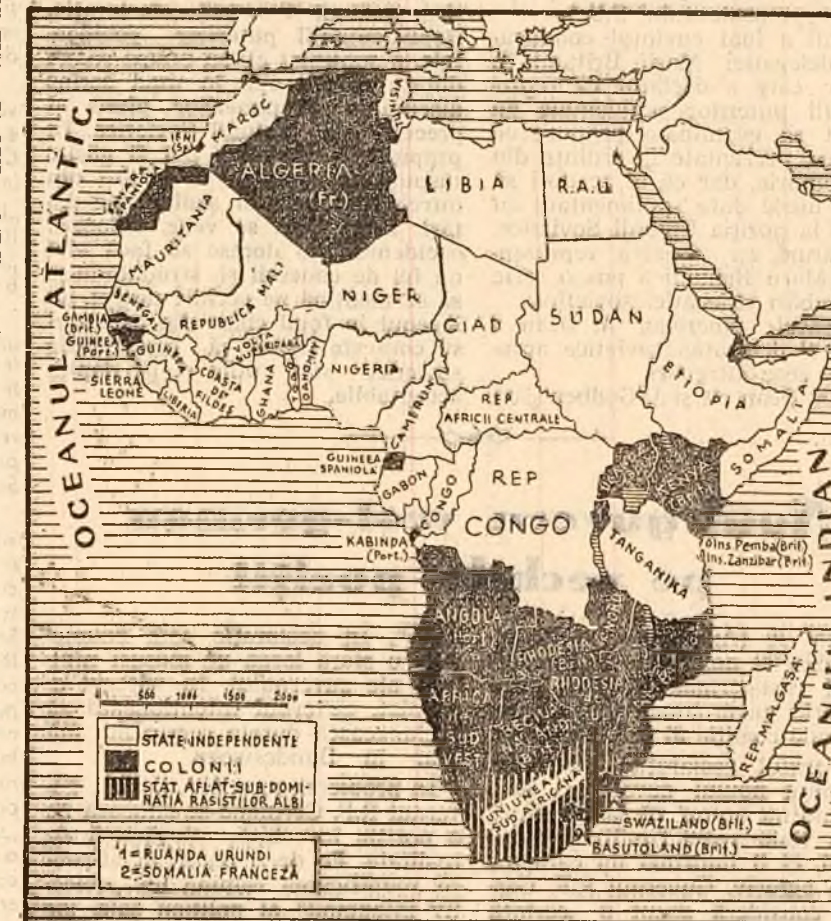 OCEANUL ATLANTIC
MAROC
IFNI
(Sp.)
TUNISIA
SAHARA
SPANIOLĂ
ALGERIA
(Fr.)
LIBIA
R.A.U.
MAURITANIA
REPUBLICA MALI
NIGER
CIAD
SUDAN
SENEGAL
GAMBIA
(Brit.)
GUINEEA
(Port.)
GUINEEA
SIERRA
LEONE
LIBERIA
COASTA
DE
FILDEȘ
VOLTA
SUPERIOARĂ
GHANA
TOGO
DAHOMEY
NIGERIA
CAMERUN
REP.
AFRICII CENTRALE
ETIOPIA
SOMALIA
GUINEEA
SPANIOLĂ
GABON
CONGO
REP
CONGO
KABINDA
(Port.)
TANGANIKA
Ins. Pemba (Brit)
Ins. Zanzibar (Brit)
ANGOLA
RHODESIA
RHODESIA
AFRICA
SUD
VEST
UNIUNEA
SUD AFRICANĂ
SWAZILAND (Brit.)
BASUTOLAND (Brit.)
REP. MALGAȘĂ
OCEANUL INDIAN
0 500 1000 1500 2000
STATE INDEPENDENTE
COLONII
STAT AFLAT SUB DOMI-
NAȚIA RASIȘTILOR ALBI
1 = RUANDA URUNDI
2 = SOMALIA FRANCEZĂ